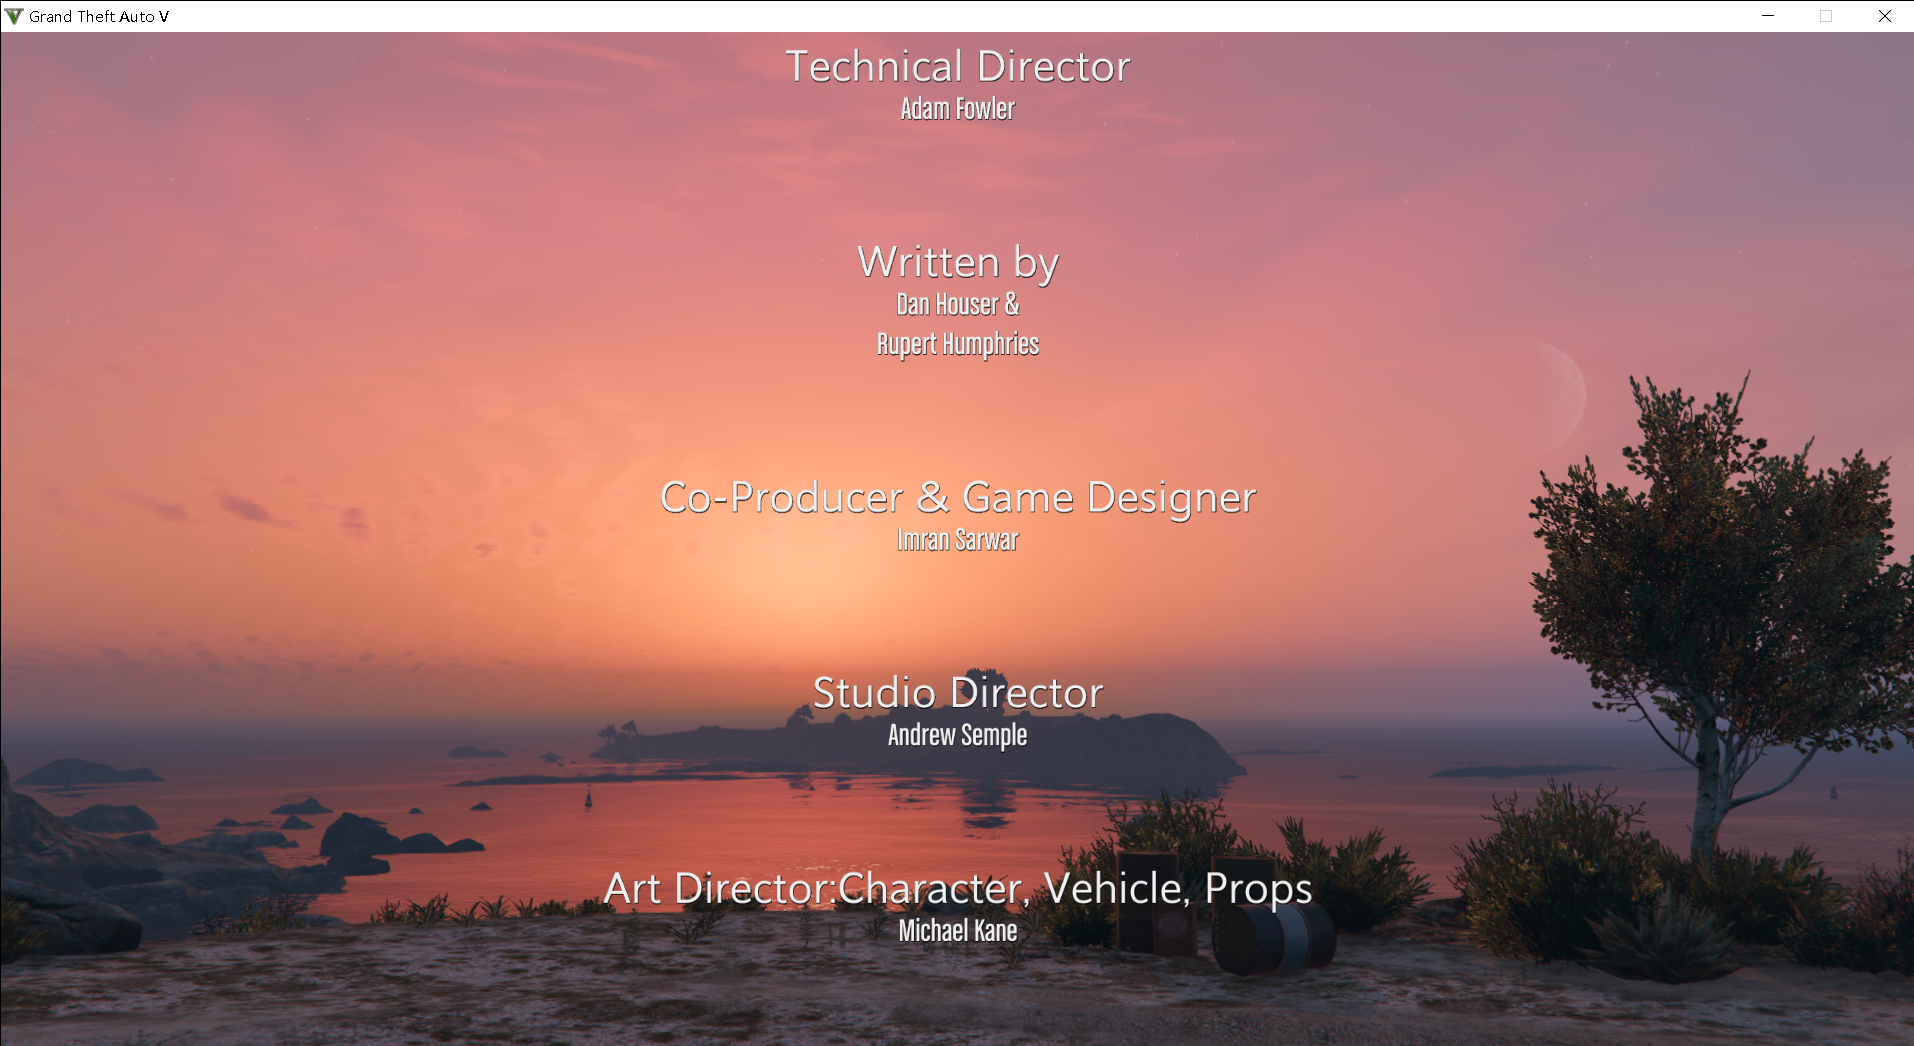 Grand Theft Auto V
Technical Director
Adam Fowler
Written by
Dan Houser &
Rupert Humphries
Co-Producer & Game Designer
Imran Sarwar
Studio Director
Andrew Semple
Art Director:Character, Vehicle, Props
Michael Kane